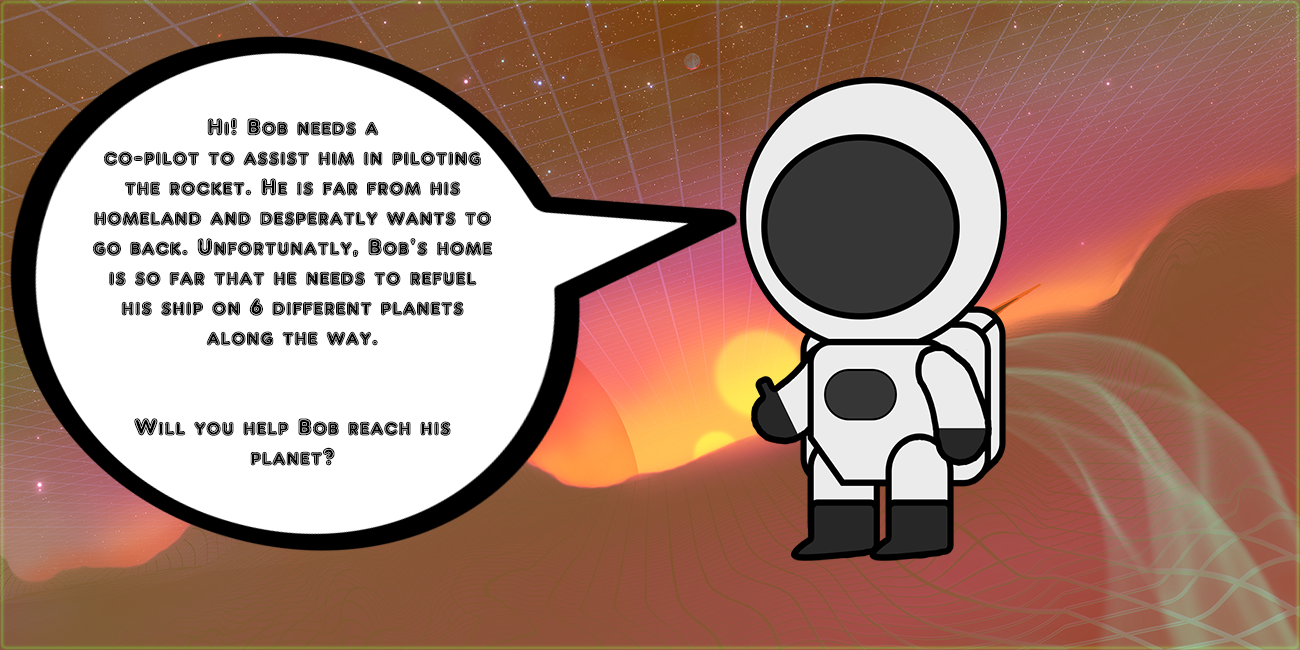 Hi! Bob needs a
co-pilot to assist him in piloting
the rocket. He is far from his
homeland and desperatly wants to
go back. Unfortunatly, Bob's home
is so far that he needs to refuel
his ship on 6 different planets
along the way.
Will you help Bob reach his
planet?